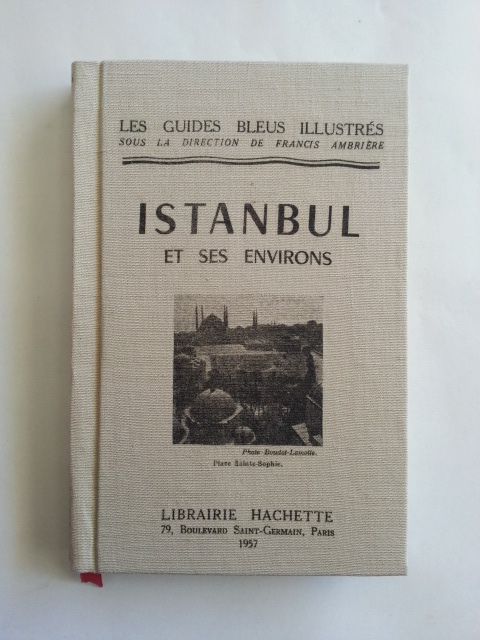 LES GUIDES BLEUS ILLUSTRÉS
SOUS LA DIRECTION DE FRANCIS AMBRIÈRE
ISTANBUL
ET SES ENVIRONS
Photo Boudot-Lamotte.
Place Sainte-Sophie.
LIBRAIRIE HACHETTE
79, BOULEVARD SAINT-GERMAIN, PARIS
1957